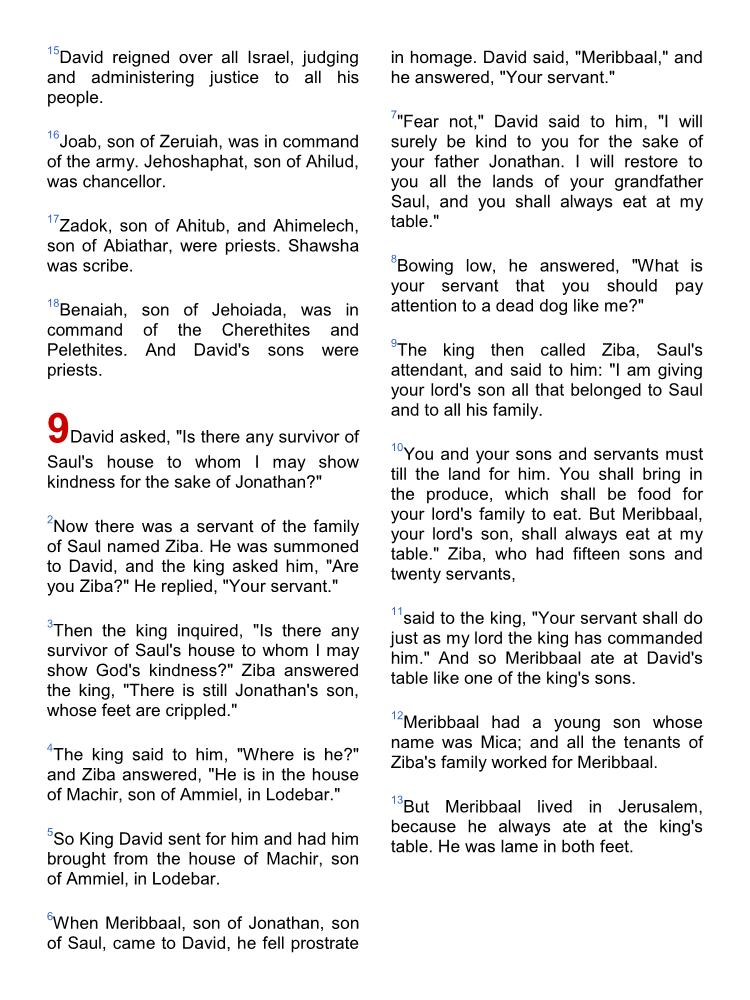 15David reigned over all Israel, judging
and administering justice to all his
people.
16Joab, son of Zeruiah, was in command
of the army. Jehoshaphat, son of Ahilud,
was chancellor.
17Zadok, son of Ahitub, and Ahimelech,
son of Abiathar, were priests. Shawsha
was scribe.
18Benaiah, son of Jehoiada, was in
command of the Cherethites and
Pelethites. And David's sons were
priests.
9David asked, "Is there any survivor of
Saul's house to whom I may show
kindness for the sake of Jonathan?"
2Now there was a servant of the family
of Saul named Ziba. He was summoned
to David, and the king asked him, "Are
you Ziba?" He replied, "Your servant."
3Then the king inquired, "Is there any
survivor of Saul's house to whom I may
show God's kindness?" Ziba answered
the king, "There is still Jonathan's son,
whose feet are crippled."
4The king said to him, "Where is he?"
and Ziba answered, "He is in the house
of Machir, son of Ammiel, in Lodebar."
5So King David sent for him and had him
brought from the house of Machir, son
of Ammiel, in Lodebar.
6When Meribbaal, son of Jonathan, son
of Saul, came to David, he fell prostrate
in homage. David said, "Meribbaal," and
he answered, "Your servant."
7"Fear not," David said to him, "I will
surely be kind to you for the sake of
your father Jonathan. I will restore to
you all the lands of your grandfather
Saul, and you shall always eat at my
table."
8Bowing low, he answered, "What is
your servant that you should pay
attention to a dead dog like me?"
9The king then called Ziba, Saul's
attendant, and said to him: "I am giving
your lord's son all that belonged to Saul
and to all his family.
10You and your sons and servants must
till the land for him. You shall bring in
the produce, which shall be food for
your lord's family to eat. But Meribbaal,
your lord's son, shall always eat at my
table." Ziba, who had fifteen sons and
twenty servants,
11said to the king, "Your servant shall do
just as my lord the king has commanded
him." And so Meribbaal ate at David's
table like one of the king's sons.
12Meribbaal had a young son whose
name was Mica; and all the tenants of
Ziba's family worked for Meribbaal.
13But Meribbaal lived in Jerusalem,
because he always ate at the king's
table. He was lame in both feet.